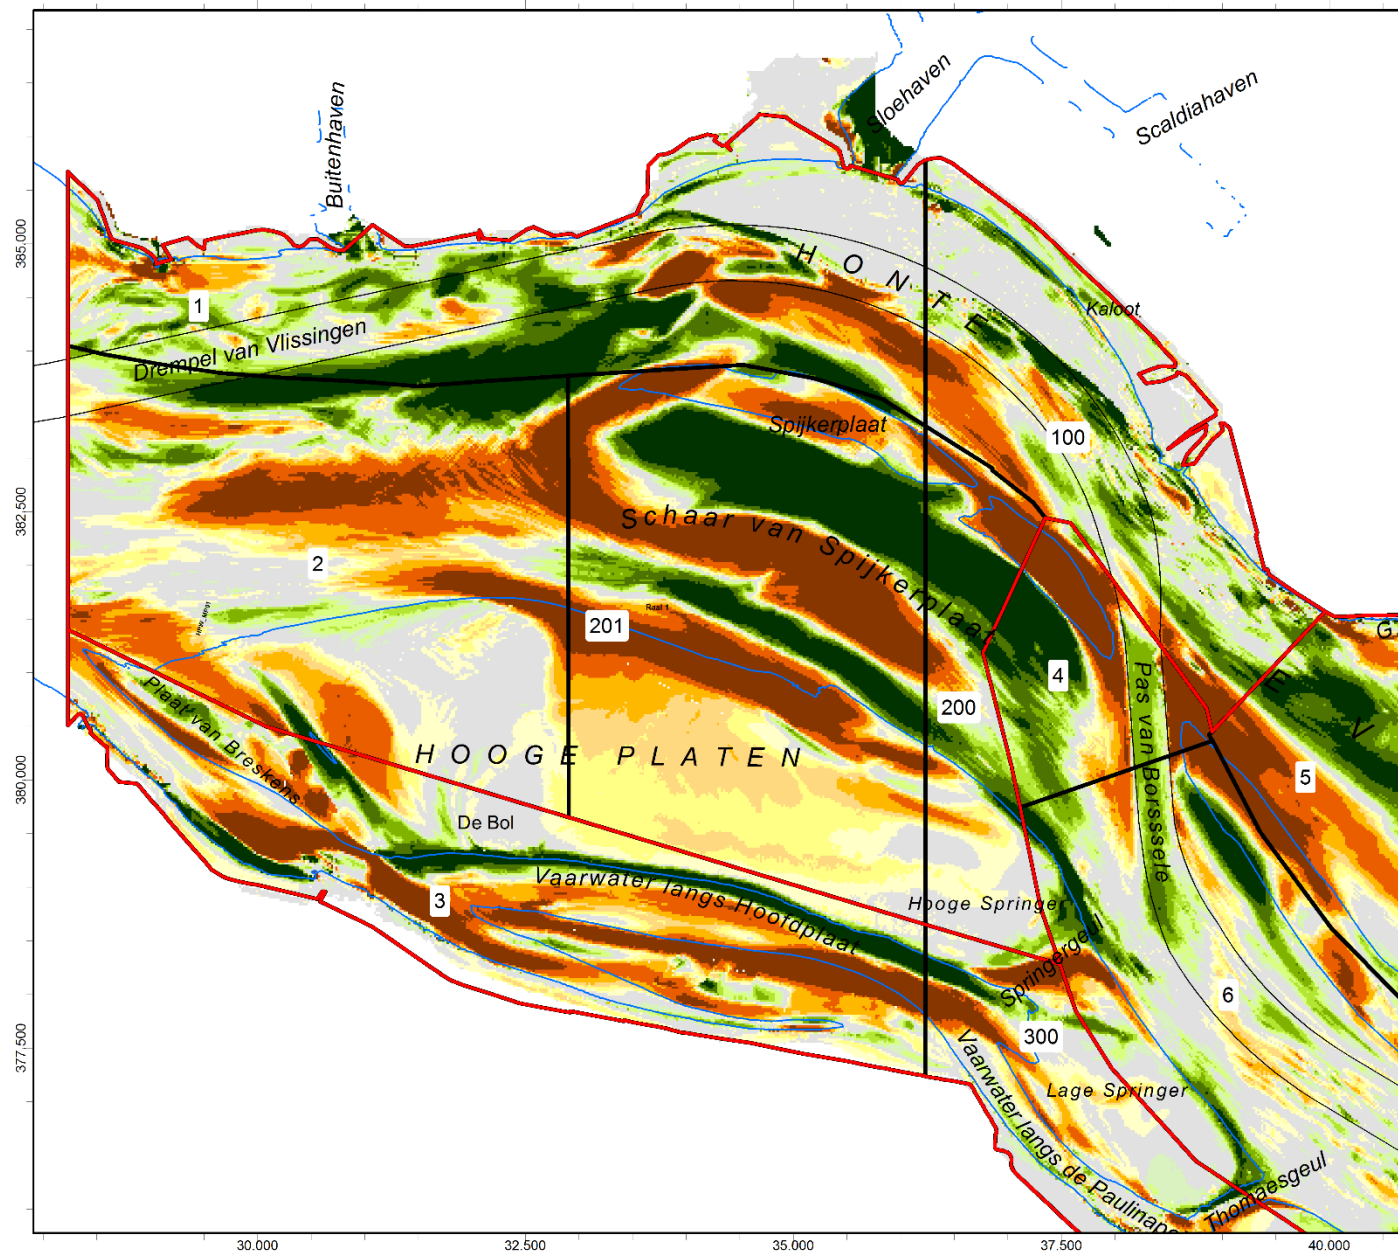 Sloehaven
Scaldiahaven
Buitenhaven
385.000
H O N T E
Kaloot
1
Drempel van Vlissingen
Spijkerplaat
100
382.500
Schaar van Spijkerplaat
2
Raai 1
201
G
4
E
200
Pas van Borssele
V
Plaat van Breskens
HOOGE PLATEN
380.000
5
De Bol
Vaarwater langs Hoofdplaat
3
Hooge Springer
Springergeul
6
300
377.500
Lage Springer
Vaarwater langs de Paulinapo
Thomaesgeul
30.000
32.500
35.000
37.500
40.000